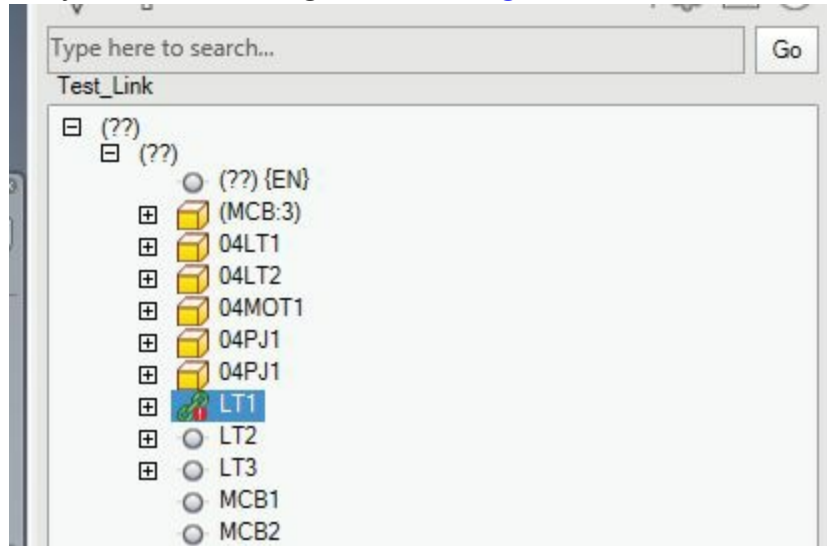 Type here to search...
Go
Test_Link
(??)
(??)
(??) {EN}
(MCB:3)
04LT1
04LT2
04MOT1
04PJ1
04PJ1
LT1
LT2
LT3
MCB1
MCB2